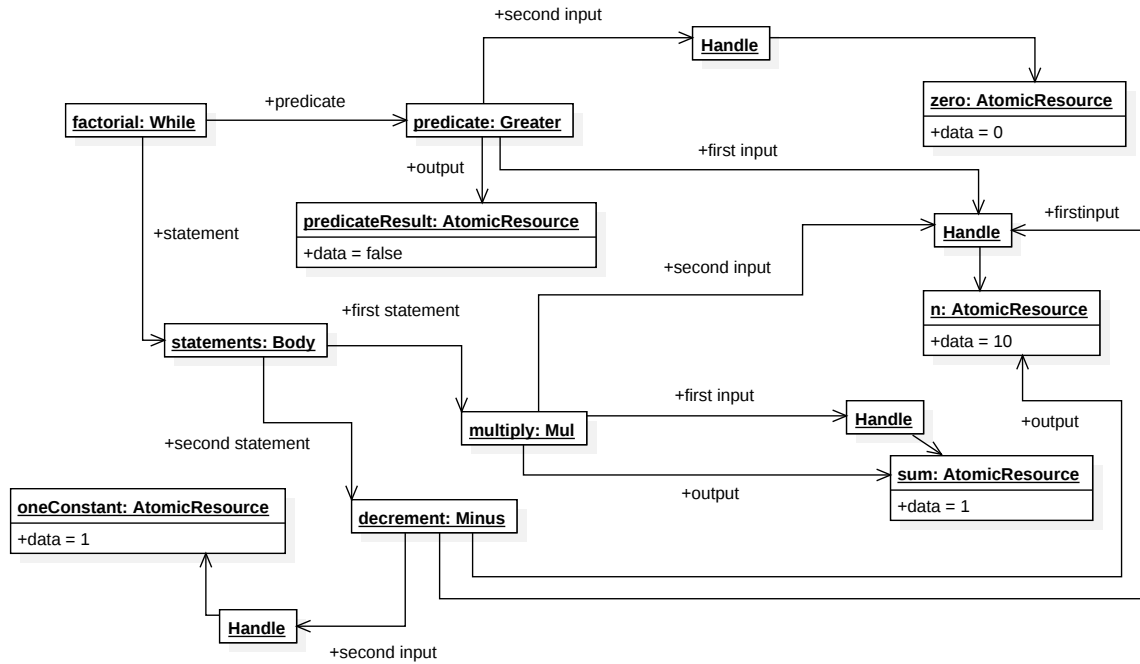 +second input
Handle
zero: AtomicResource
+data = 0
+predicate
factorial: While
predicate: Greater
+first input
+output
predicateResult: AtomicResource
+data = false
+firstinput
Handle
+statement
+second input
n: AtomicResource
+data = 10
+first statement
statements: Body
+first input
Handle
+output
multiply: Mul
+second statement
sum: AtomicResource
+data = 1
+output
oneConstant: AtomicResource
+data = 1
decrement: Minus
Handle
+second input